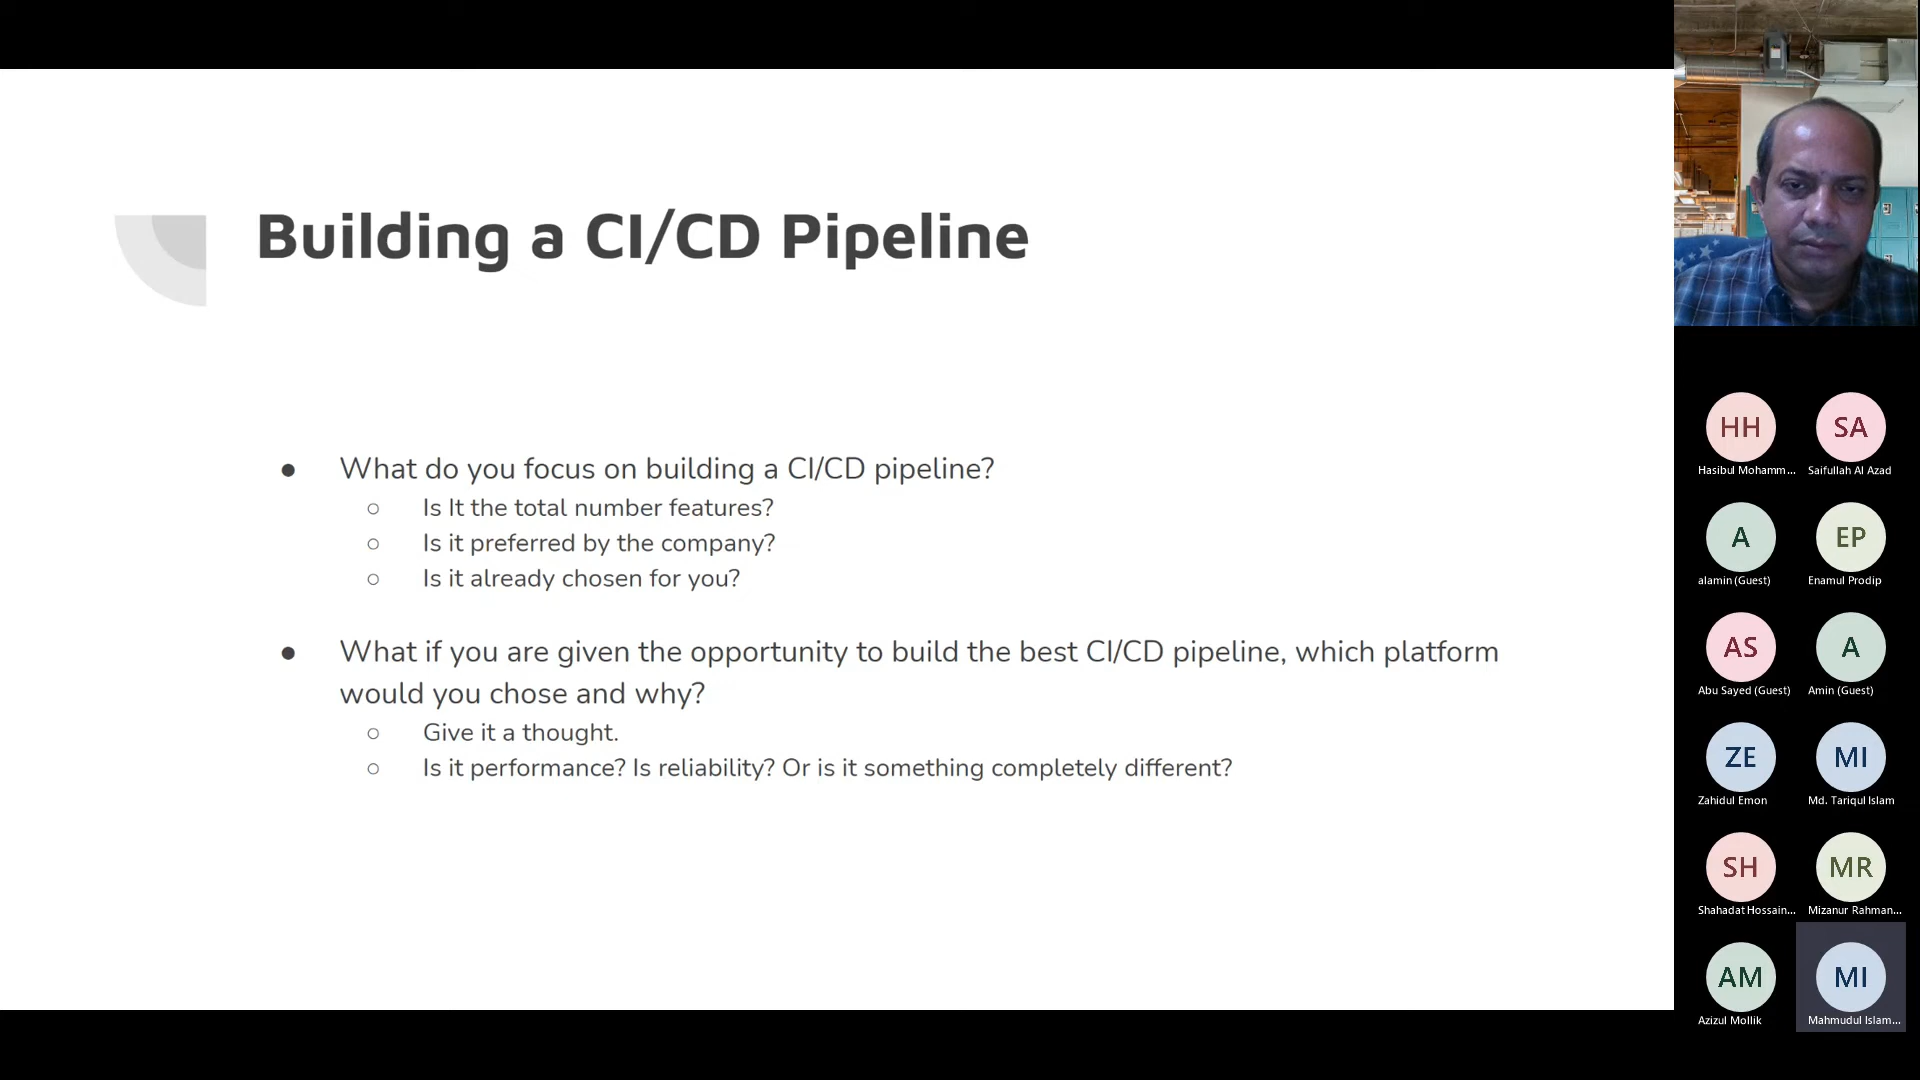 Building a CI/CD Pipeline
● What do you focus on building a CI/CD pipeline?
○ Is It the total number features?
○ Is it preferred by the company?
○ Is it already chosen for you?
● What if you are given the opportunity to build the best CI/CD pipeline, which platform
would you chose and why?
○ Give it a thought.
○ Is it performance? Is reliability? Or is it something completely different?
HH
Hasibul Mohamm...
SA
Saifullah Al Azad
A
alamin (Guest)
EP
Enamul Prodip
AS
Abu Sayed (Guest)
A
Amin (Guest)
ZE
Zahidul Emon
MI
Md. Tariqul Islam
SH
Shahadat Hossain...
MR
Mizanur Rahman...
AM
Azizul Mollik
MI
Mahmudul Islam...